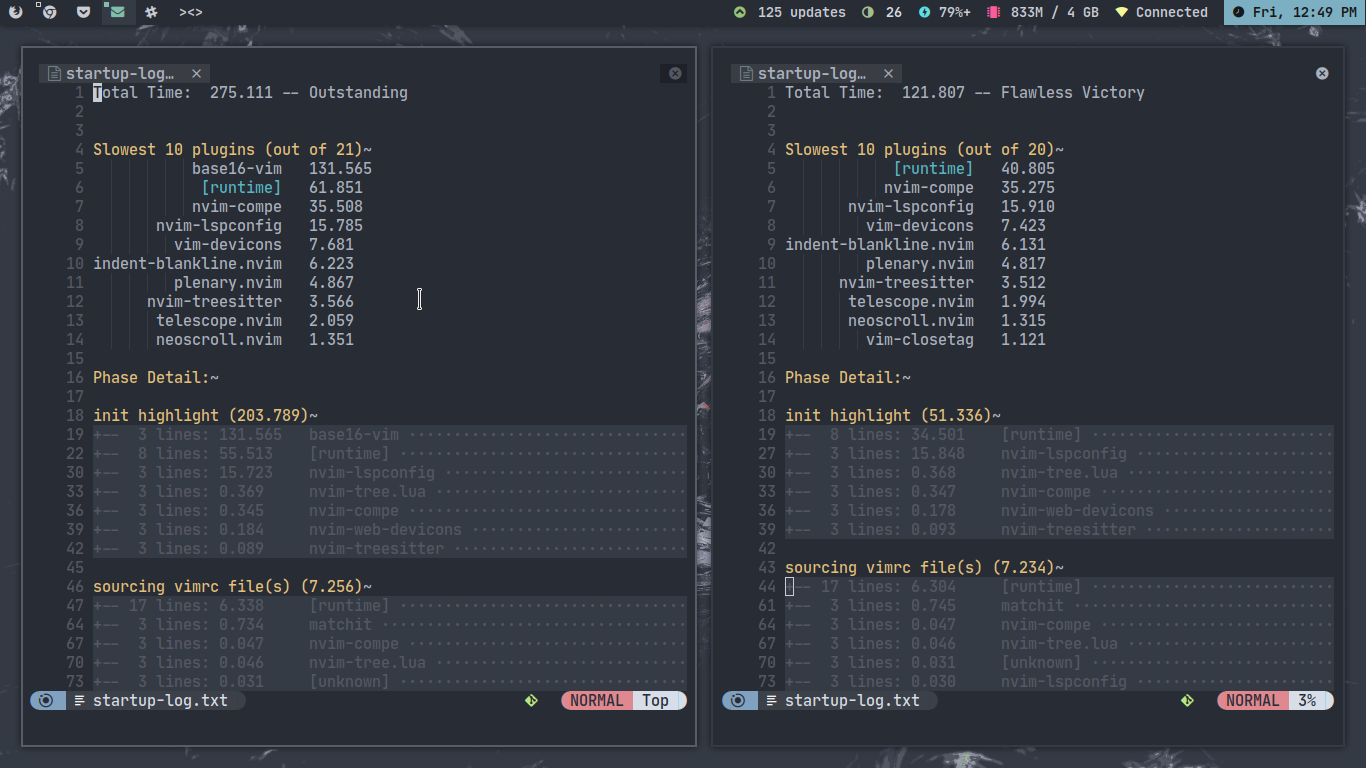 ><> 125 updates 26 79%+ 833M / 4 GB Connected Fri, 12:49 PM
startup-log…
1 Total Time: 275.111 -- Outstanding
2
3
4 Slowest 10 plugins (out of 21)~
5 base16-vim 131.565
6 [runtime] 61.851
7 nvim-compe 35.508
8 nvim-lspconfig 15.785
9 vim-devicons 7.681
10 indent-blankline.nvim 6.223
11 plenary.nvim 4.867
12 nvim-treesitter 3.566
13 telescope.nvim 2.059
14 neoscroll.nvim 1.351
15
16 Phase Detail:~
17
18 init highlight (203.789)~
19 +-- 3 lines: 131.565 base16-vim ·······························
22 +-- 8 lines: 55.513 [runtime] ································
30 +-- 3 lines: 15.723 nvim-lspconfig ····························
33 +-- 3 lines: 0.369 nvim-tree.lua ·····························
36 +-- 3 lines: 0.345 nvim-compe ································
39 +-- 3 lines: 0.184 nvim-web-devicons ························
42 +-- 3 lines: 0.089 nvim-treesitter ··························
45
46 sourcing vimrc file(s) (7.256)~
47 +-- 17 lines: 6.338 [runtime] ································
64 +-- 3 lines: 0.734 matchit ···································
67 +-- 3 lines: 0.047 nvim-compe ································
70 +-- 3 lines: 0.046 nvim-tree.lua ·····························
73 +-- 3 lines: 0.031 [unknown] ································
startup-log.txt NORMAL Top
startup-log…
1 Total Time: 121.807 -- Flawless Victory
2
3
4 Slowest 10 plugins (out of 20)~
5 [runtime] 40.805
6 nvim-compe 35.275
7 nvim-lspconfig 15.910
8 vim-devicons 7.423
9 indent-blankline.nvim 6.131
10 plenary.nvim 4.817
11 nvim-treesitter 3.512
12 telescope.nvim 1.994
13 neoscroll.nvim 1.315
14 vim-closetag 1.121
15
16 Phase Detail:~
17
18 init highlight (51.336)~
19 +-- 8 lines: 34.501 [runtime] ···························
27 +-- 3 lines: 15.848 nvim-lspconfig ·······················
30 +-- 3 lines: 0.368 nvim-tree.lua ························
33 +-- 3 lines: 0.347 nvim-compe ···························
36 +-- 3 lines: 0.178 nvim-web-devicons ····················
39 +-- 3 lines: 0.093 nvim-treesitter ······················
42
43 sourcing vimrc file(s) (7.234)~
44 +-- 17 lines: 6.304 [runtime] ···························
61 +-- 3 lines: 0.745 matchit ······························
64 +-- 3 lines: 0.047 nvim-compe ···························
67 +-- 3 lines: 0.046 nvim-tree.lua ························
70 +-- 3 lines: 0.031 [unknown] ···························
73 +-- 3 lines: 0.030 nvim-lspconfig ·······················
startup-log.txt NORMAL 3%